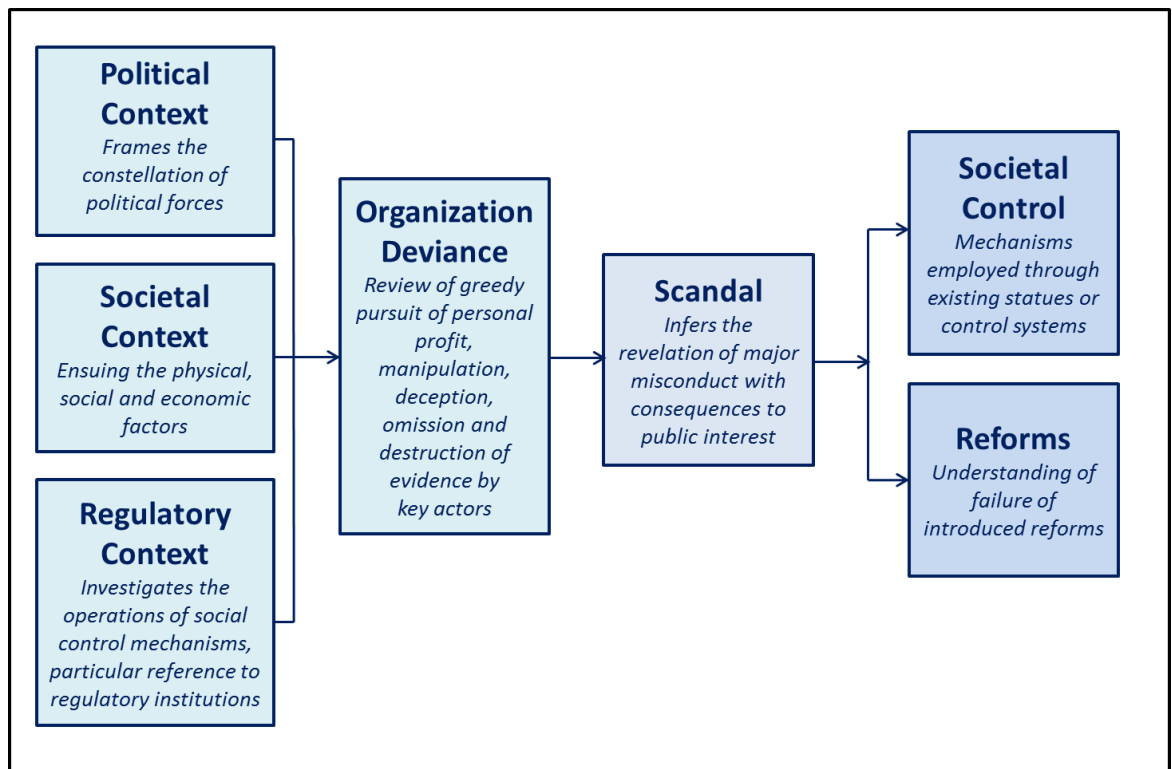 Political
Context
Frames the
constellation of
political forces
Societal
Context
Ensuing the physical,
social and economic
factors
Regulatory
Context
Investigates the
operations of social
control mechanisms,
particular reference to
regulatory institutions
Organization
Deviance
Review of greedy
pursuit of personal
profit,
manipulation,
deception,
omission and
destruction of
evidence by
key actors
Scandal
Infers the
revelation of major
misconduct with
consequences to
public interest
Societal
Control
Mechanisms
employed through
existing statues or
control systems
Reforms
Understanding of
failure of
introduced reforms